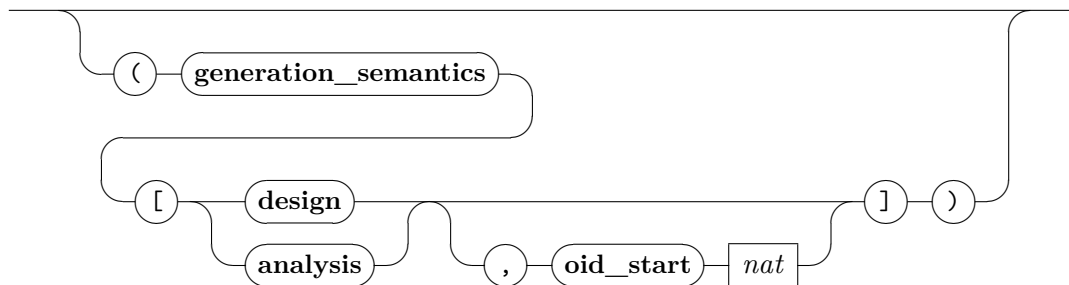 ( generation_semantics
[ design ] )
analysis , oid_start nat